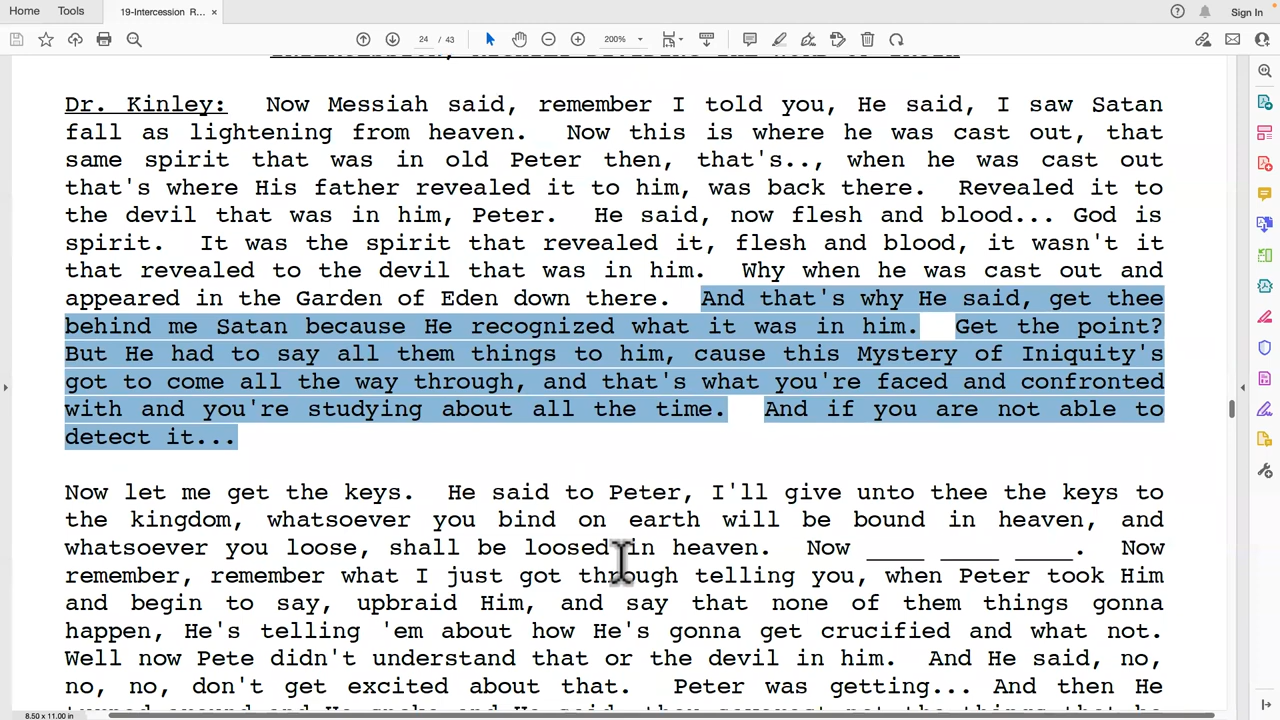 Home Tools 19-Intercession R... × Sign In
24 / 43 200%
Dr. Kinley: Now Messiah said, remember I told you, He said, I saw Satan
fall as lightening from heaven. Now this is where he was cast out, that
same spirit that was in old Peter then, that's.., when he was cast out
that's where His father revealed it to him, was back there. Revealed it to
the devil that was in him, Peter. He said, now flesh and blood... God is
spirit. It was the spirit that revealed it, flesh and blood, it wasn't it
that revealed to the devil that was in him. Why when he was cast out and
appeared in the Garden of Eden down there. And that's why He said, get thee
behind me Satan because He recognized what it was in him. Get the point?
But He had to say all them things to him, cause this Mystery of Iniquity's
got to come all the way through, and that's what you're faced and confronted
with and you're studying about all the time. And if you are not able to
detect it...
Now let me get the keys. He said to Peter, I'll give unto thee the keys to
the kingdom, whatsoever you bind on earth will be bound in heaven, and
whatsoever you loose, shall be loosed in heaven. Now ____ ____ ____. Now
remember, remember what I just got through telling you, when Peter took Him
and begin to say, upbraid Him, and say that none of them things gonna
happen, He's telling 'em about how He's gonna get crucified and what not.
Well now Pete didn't understand that or the devil in him. And He said, no,
no, no, don't get excited about that. Peter was getting... And then He
8.50 x 11.00 in